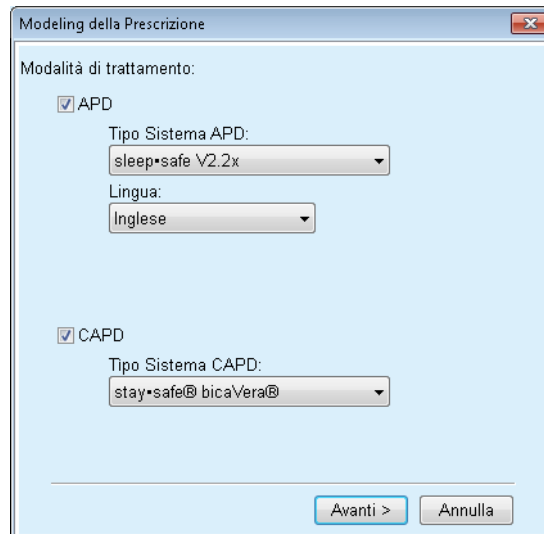 Modeling della Prescrizione
Modalità di trattamento:
APD
Tipo Sistema APD:
sleep•safe V2.2x
Lingua:
Inglese
CAPD
Tipo Sistema CAPD:
stay•safe® bicaVera®
Avanti > Annulla